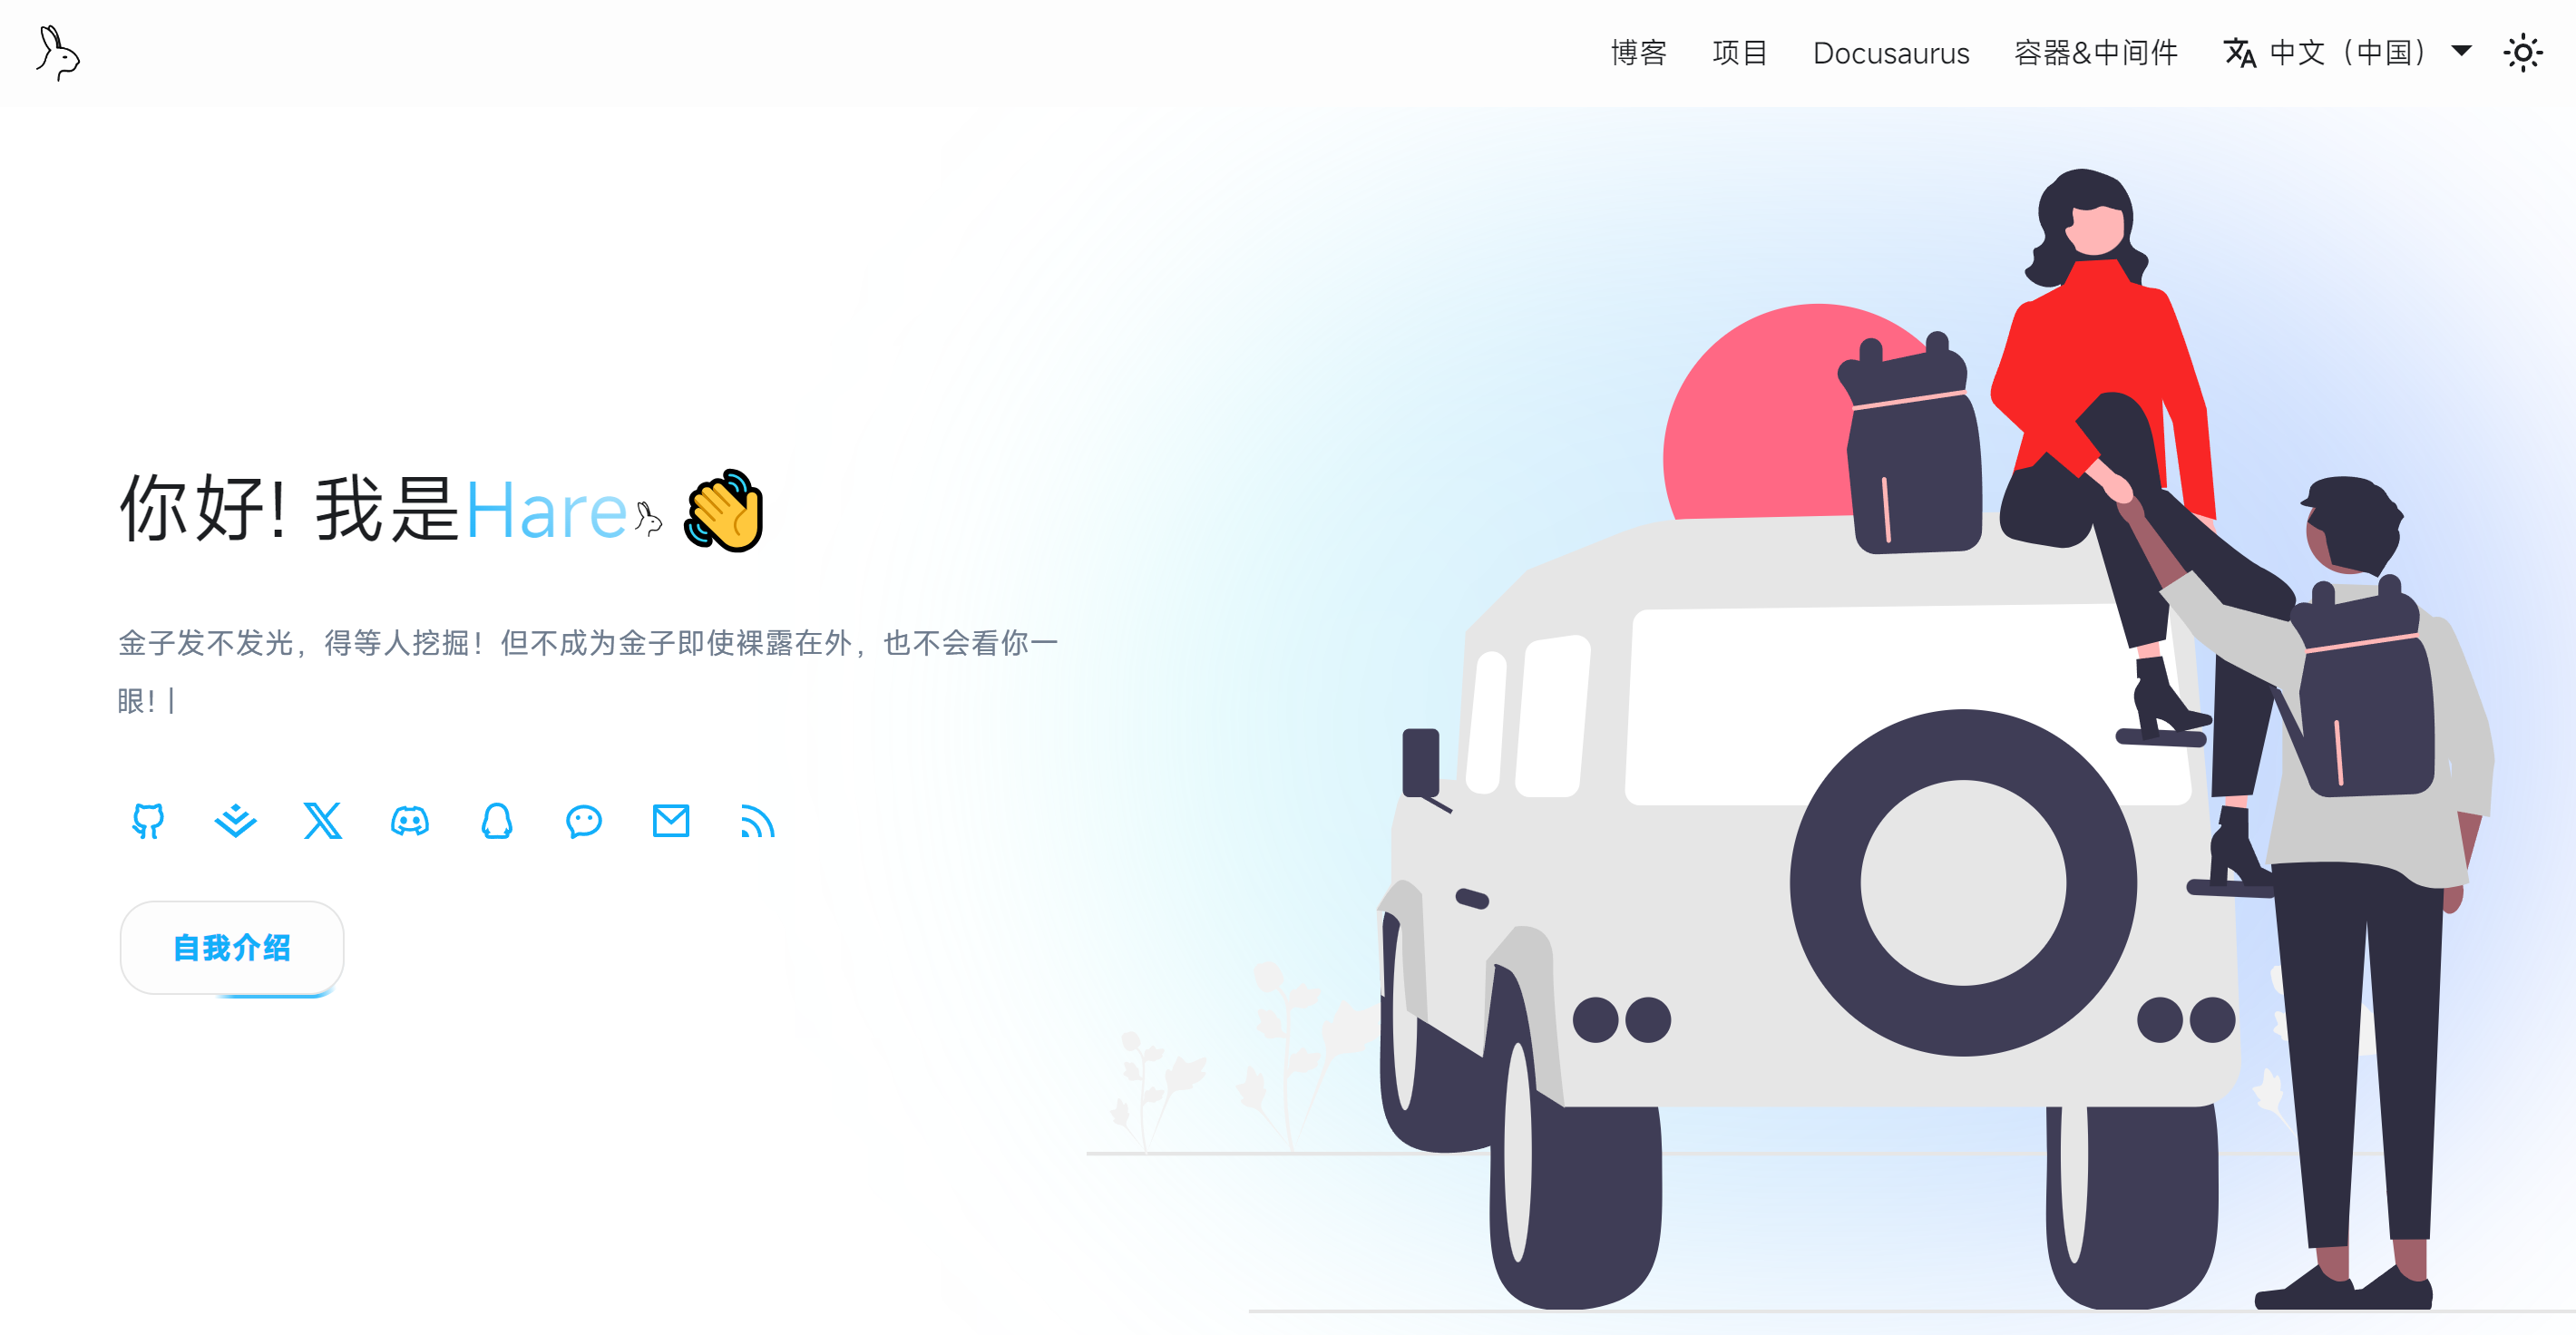 博客 项目 Docusaurus 容器&中间件 中文（中国）
你好! 我是Hare
金子发不发光，得等人挖掘！但不成为金子即使裸露在外，也不会看你一
眼!|
自我介绍